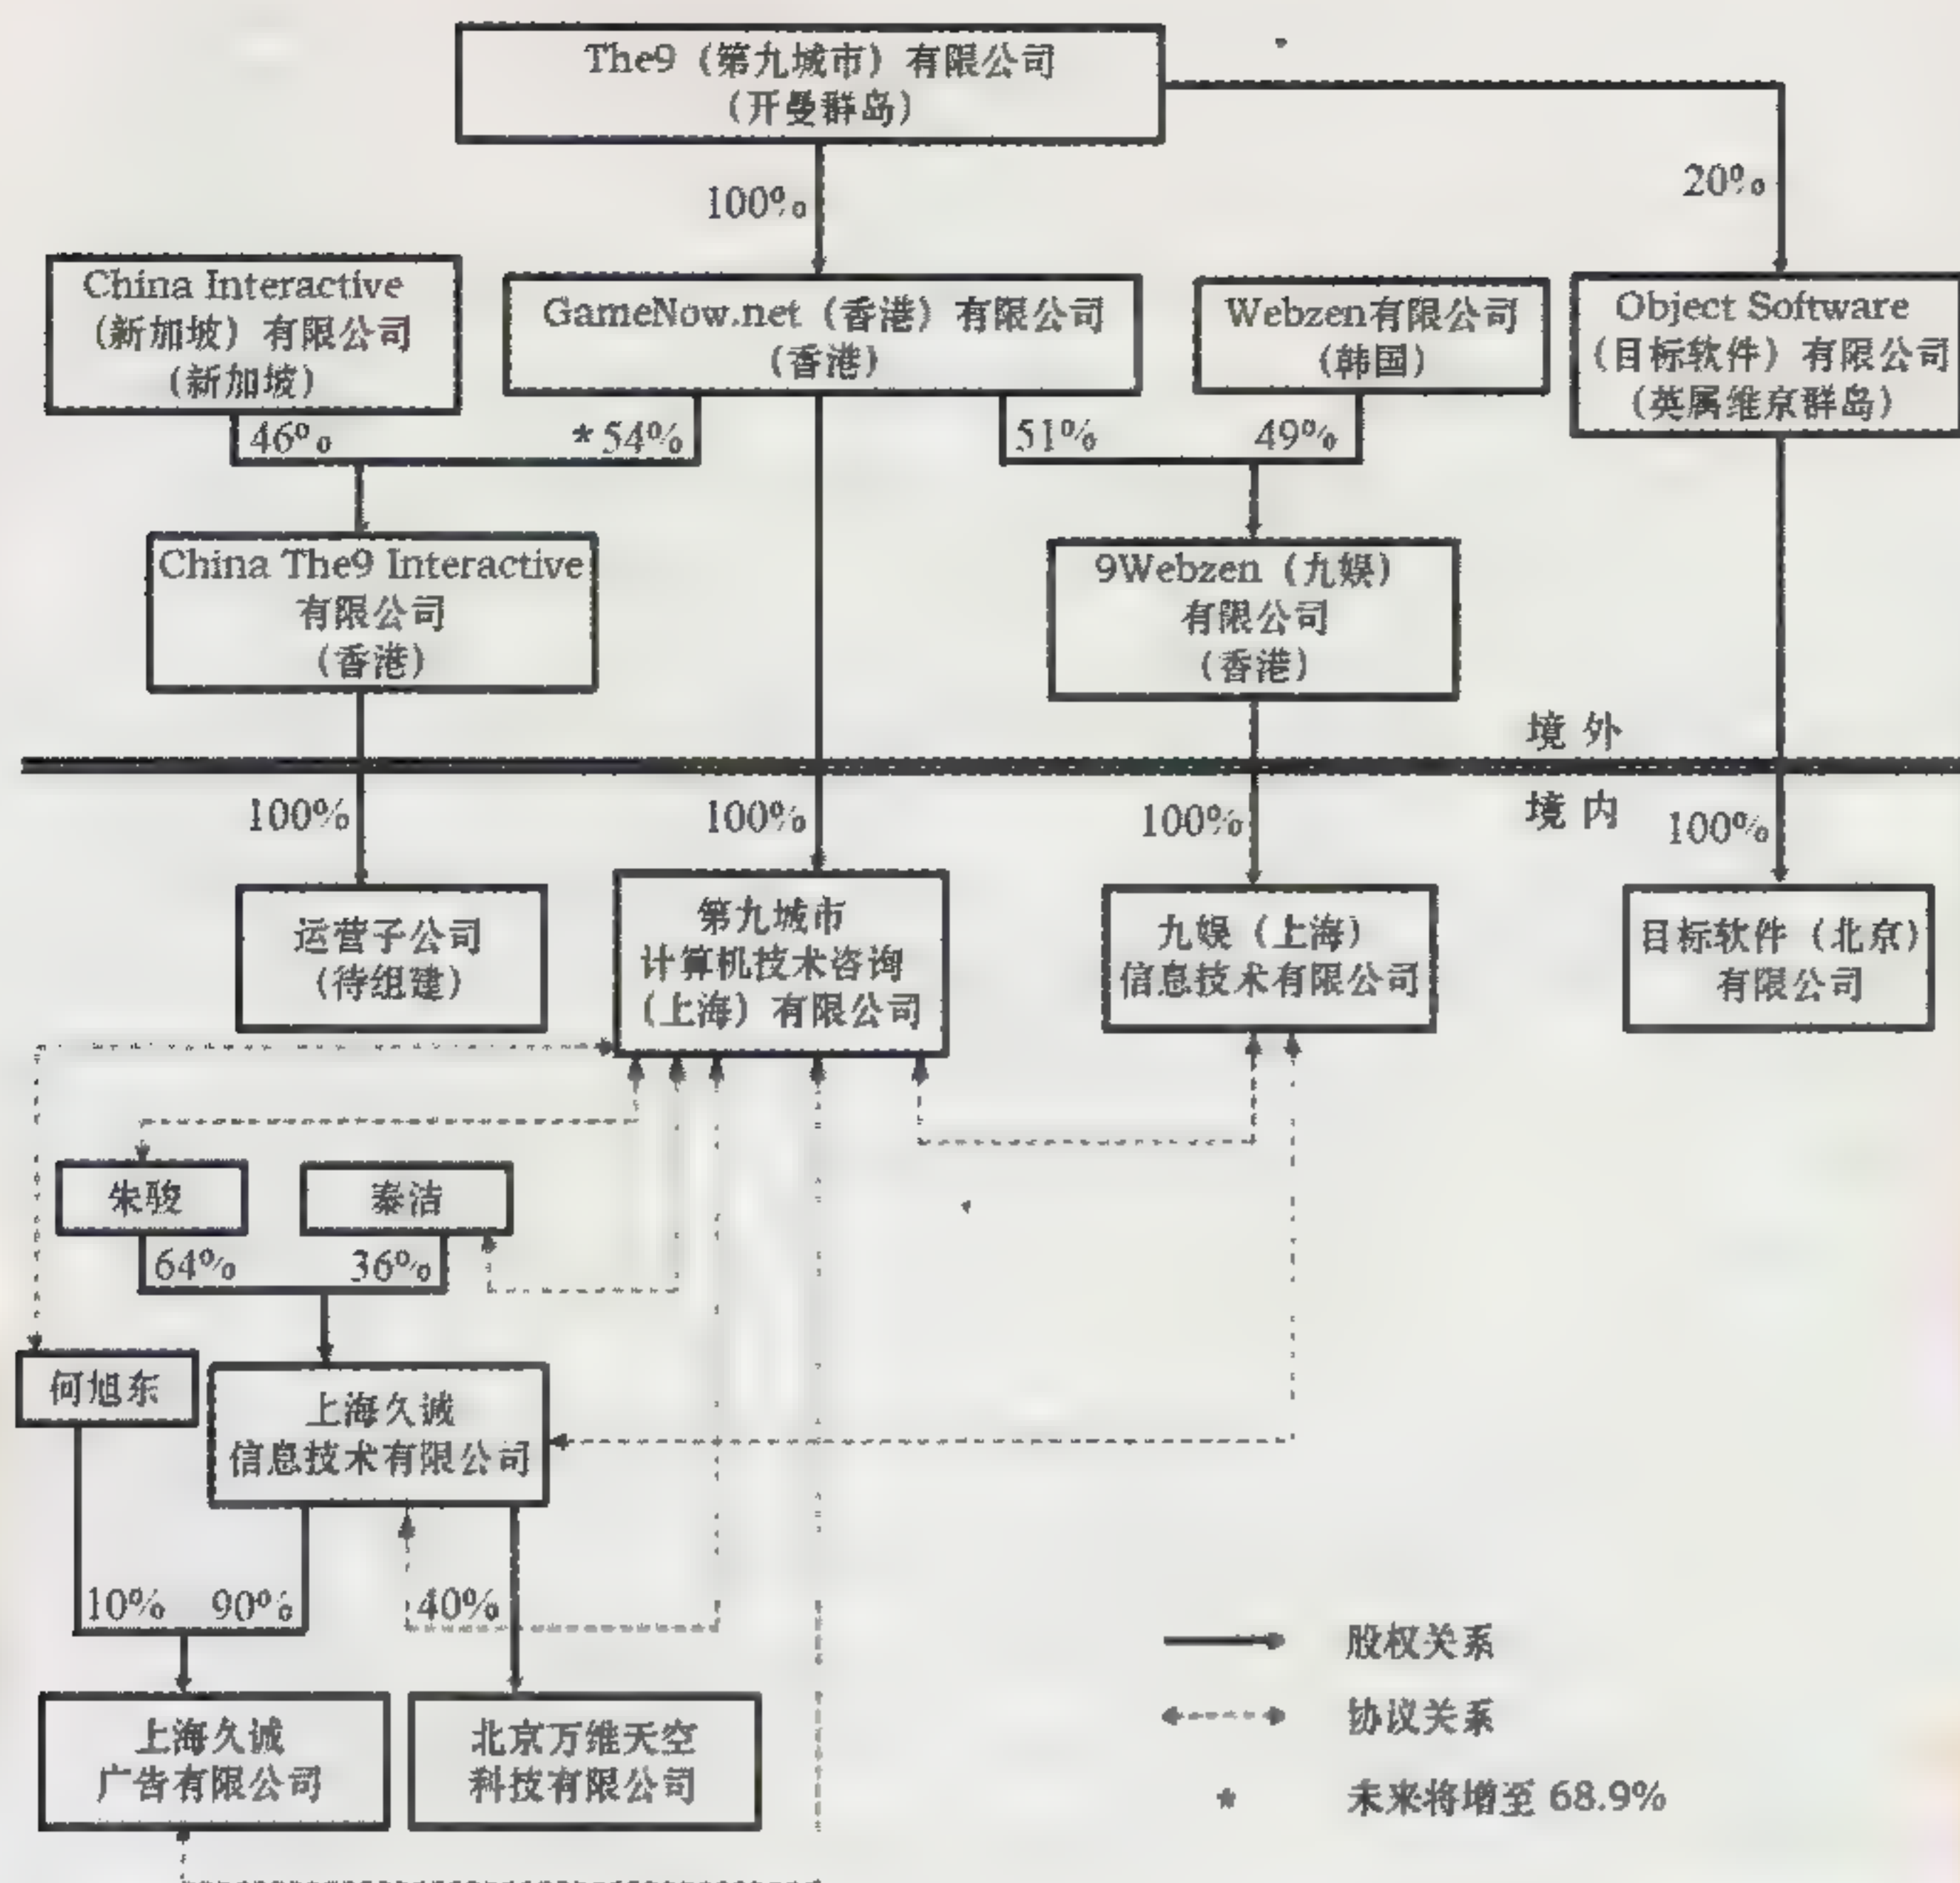 The9（第九城市）有限公司
（开曼群岛）
100%
20%
China Interactive
（新加坡）有限公司
（新加坡）
GameNow.net（香港）有限公司
（香港）
Webzen有限公司
（韩国）
Object Software
（目标软件）有限公司
（英属维京群岛）
46%
*54%
51%
49%
China The9 Interactive
有限公司
（香港）
9Webzen（九娱）
有限公司
（香港）
境 外
境 内
100%
100%
100%
100%
运营子公司
（待组建）
第九城市
计算机技术咨询
（上海）有限公司
九娱（上海）
信息技术有限公司
目标软件（北京）
有限公司
朱骏
秦洁
64%
36%
何旭东
上海久诚
信息技术有限公司
10%
90%
40%
上海久诚
广告有限公司
北京万维天空
科技有限公司
股权关系
协议关系
* 未来将增至 68.9%